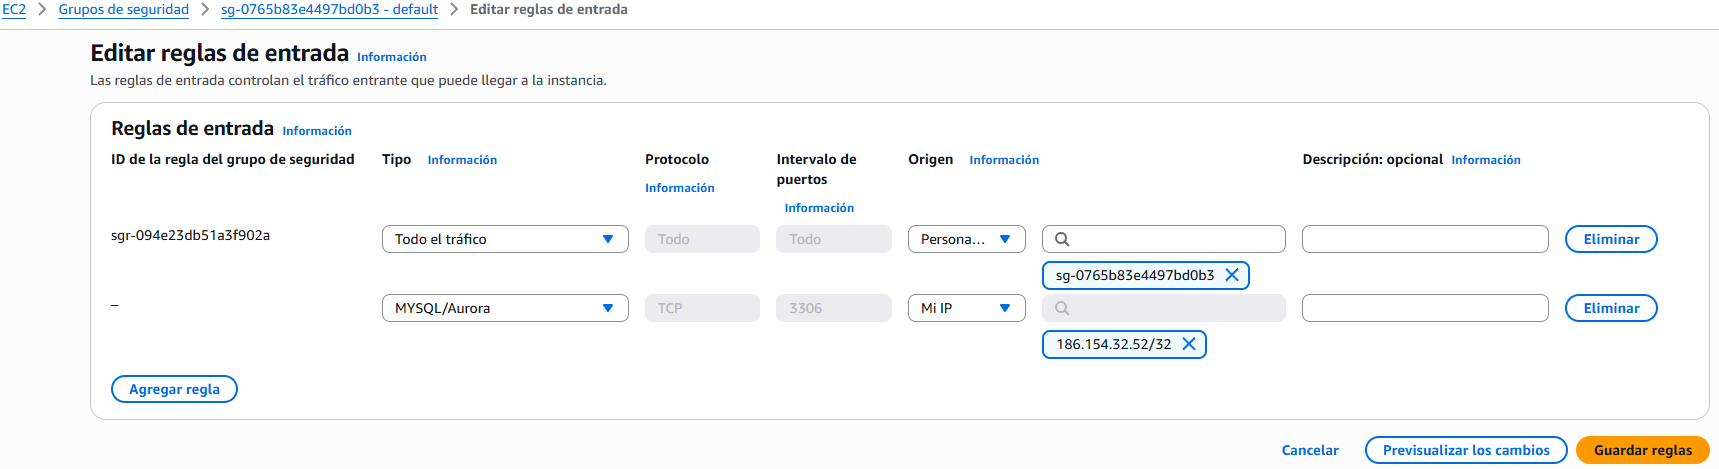 EC2 > Grupos de seguridad > sg-0765b83e4497bd0b3 - default > Editar reglas de entrada
Editar reglas de entrada Información
Las reglas de entrada controlan el tráfico entrante que puede llegar a la instancia.
Reglas de entrada Información
ID de la regla del grupo de seguridad
Tipo Información
Protocolo
Información
Intervalo de
puertos
Información
Origen Información
Descripción: opcional Información
sgr-094e23db51a3f902a
Todo el tráfico
Todo
Todo
Persona...
sg-0765b83e4497bd0b3
Eliminar
–
MYSQL/Aurora
TCP
3306
Mi IP
186.154.32.52/32
Eliminar
Agregar regla
Cancelar
Previsualizar los cambios
Guardar reglas